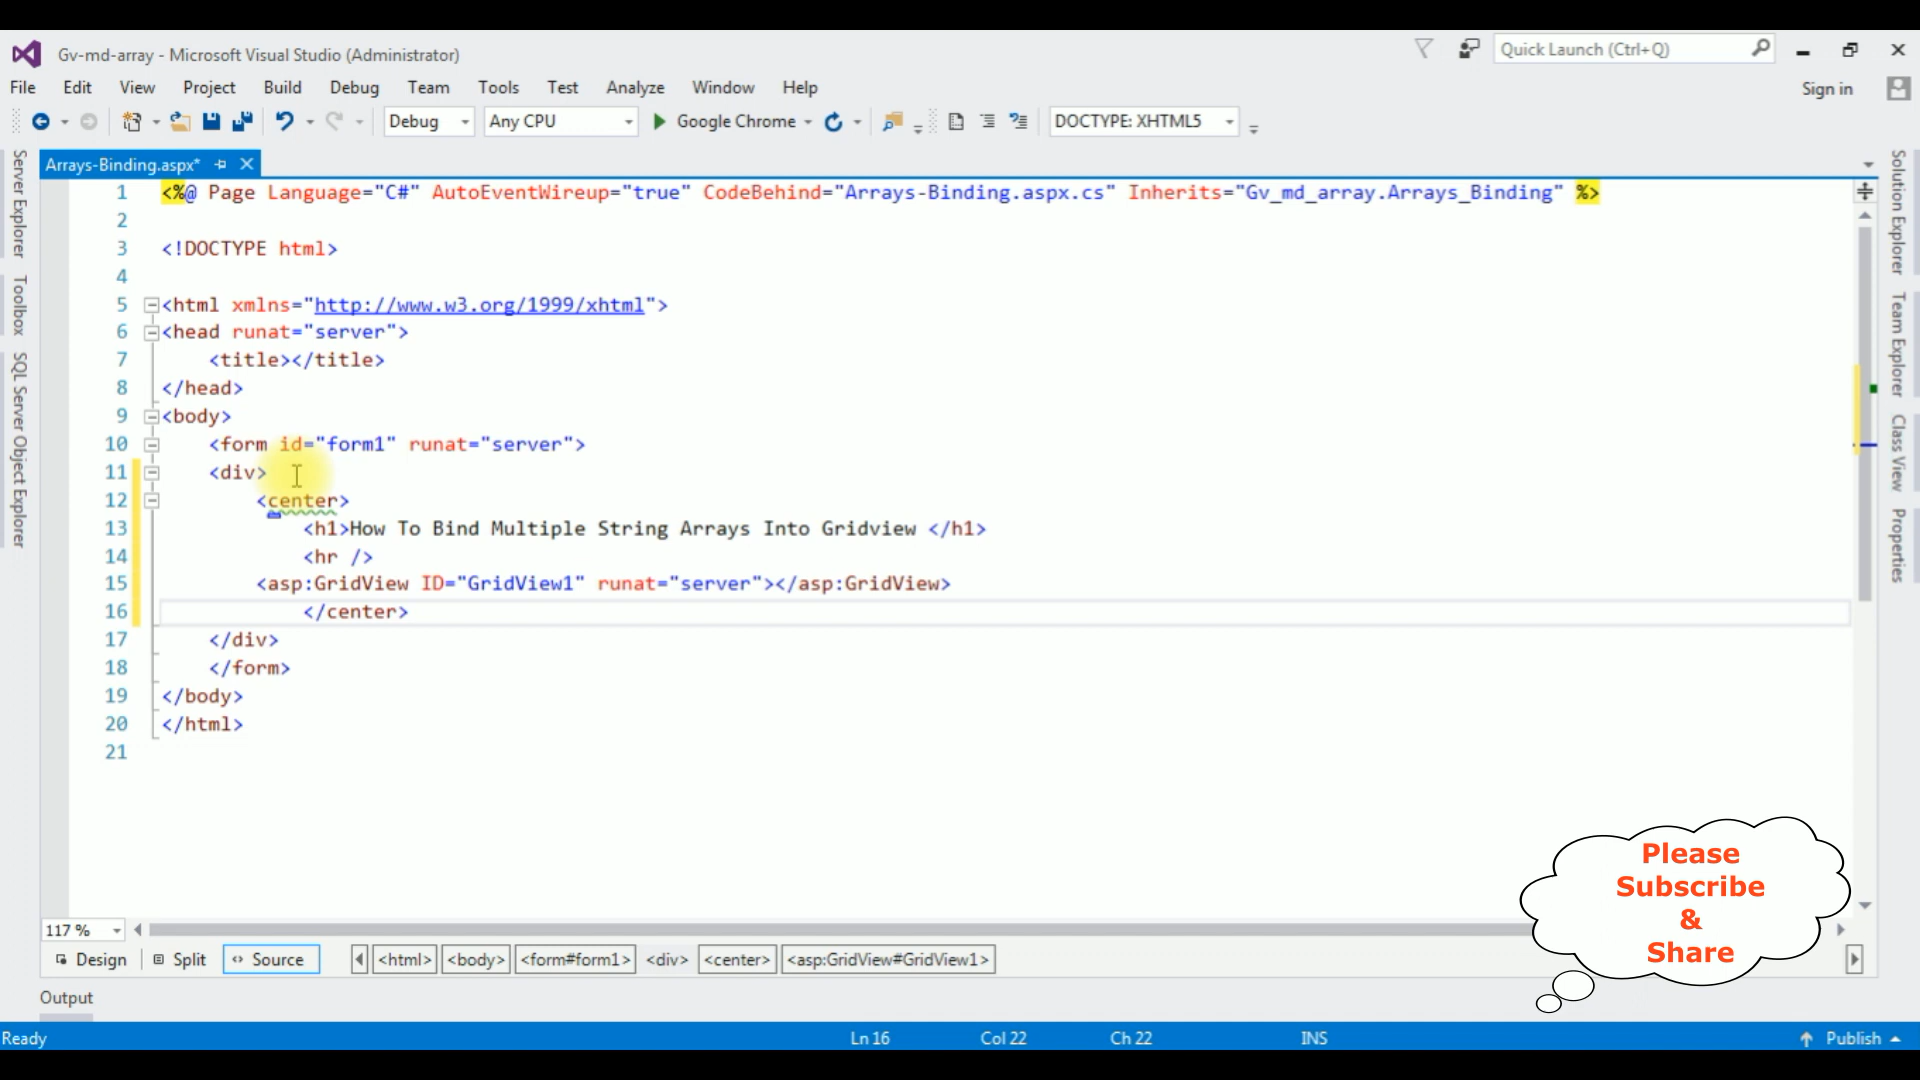 Gv-md-array - Microsoft Visual Studio (Administrator)
Quick Launch (Ctrl+Q)
File Edit View Project Build Debug Team Tools Test Analyze Window Help
Sign in
Debug Any CPU Google Chrome DOCTYPE: XHTML5
Server Explorer
Toolbox
SQL Server Object Explorer
Arrays-Binding.aspx*
1 <%@ Page Language="C#" AutoEventWireup="true" CodeBehind="Arrays-Binding.aspx.cs" Inherits="Gv_md_array.Arrays_Binding" %>
2
3 <!DOCTYPE html>
4
5 <html xmlns="http://www.w3.org/1999/xhtml">
6 <head runat="server">
7 <title></title>
8 </head>
9 <body>
10 <form id="form1" runat="server">
11 <div>
12 <center>
13 <h1>How To Bind Multiple String Arrays Into Gridview </h1>
14 <hr />
15 <asp:GridView ID="GridView1" runat="server"></asp:GridView>
16 </center>
17 </div>
18 </form>
19 </body>
20 </html>
21
Solution Explorer
Team Explorer
Class View
Properties
Please
Subscribe
&
Share
117 %
Design Split Source <html> <body> <form#form1> <div> <center> <asp:GridView#GridView1>
Output
Ready Ln 16 Col 22 Ch 22 INS Publish